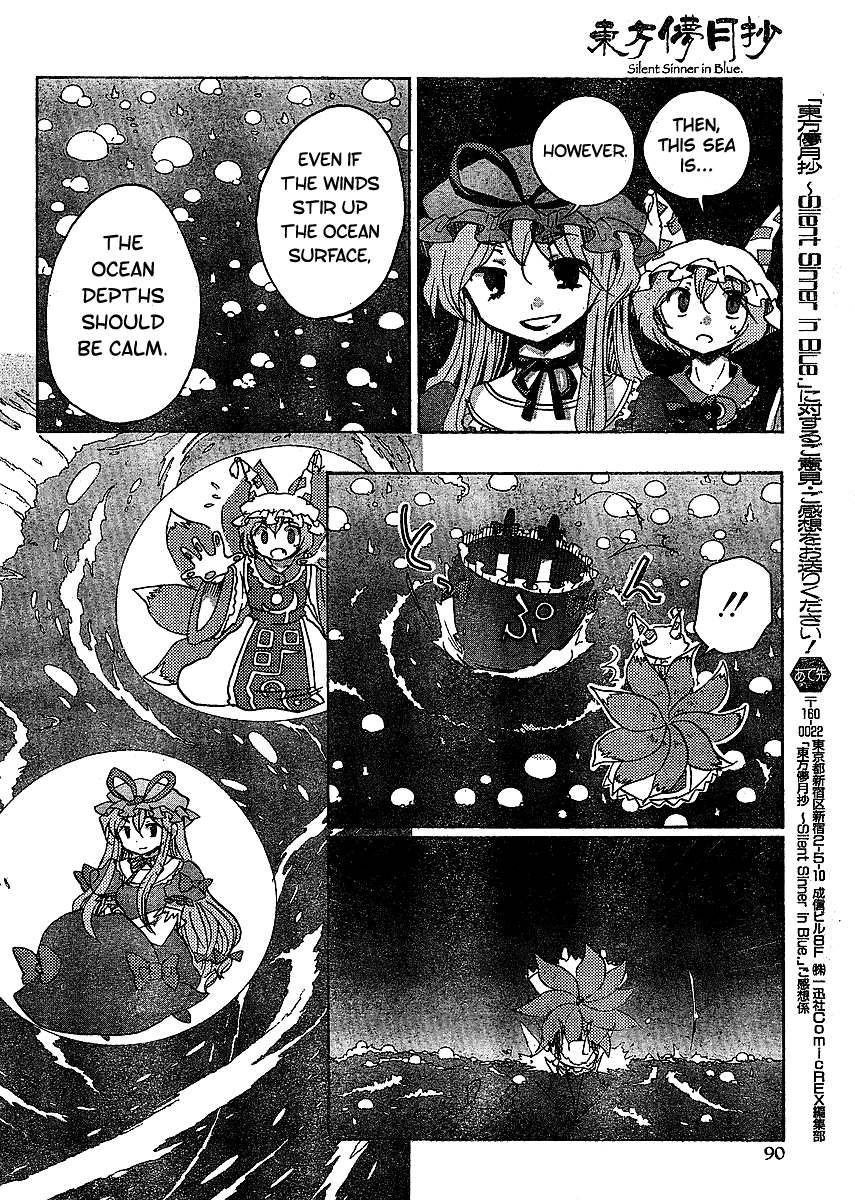 東方儚月抄
Silent Sinner in Blue.
THEN,
THIS SEA
IS...
HOWEVER.
EVEN IF
THE WINDS
STIR UP
THE OCEAN
SURFACE,
THE
OCEAN
DEPTHS
SHOULD
BE CALM.
とぷん
!!
「東方儚月抄 ～Silent Sinner in Blue.」に対するご意見・ご感想をお送りください!
あて先
〒160-0022
東京都新宿区新宿2-5-10 成信ビル8F ㈱一迅社ComicREX編集部
「東方儚月抄 ～Silent Sinner in Blue.」ご感想係
90